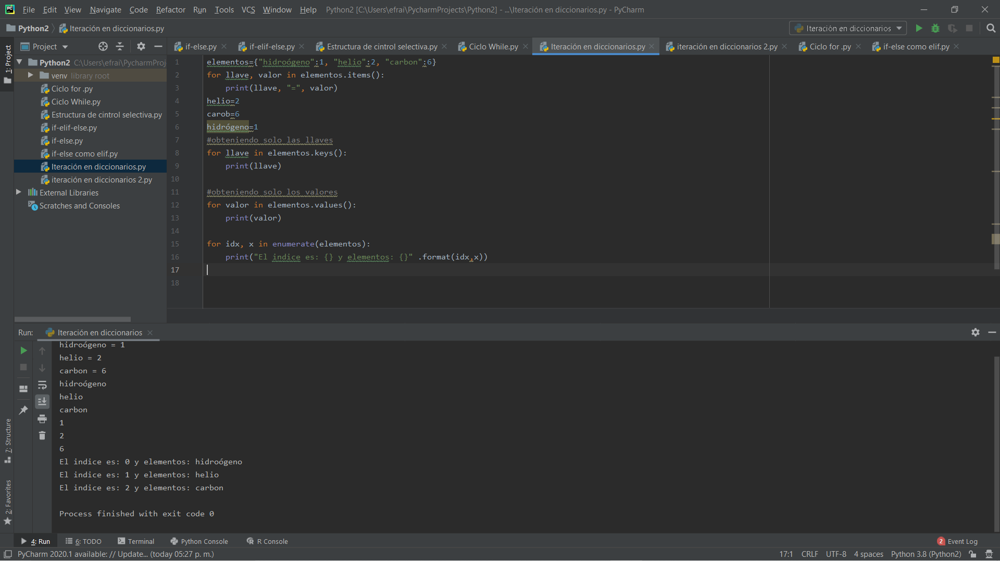 File Edit View Navigate Code Refactor Run Tools VCS Window Help Python2 [C:\Users\efrai\PycharmProjects\Python2] - ...\Iteración en diccionarios.py - PyCharm
Python2 Iteración en diccionarios.py
Iteración en diccionarios
Project
if-else.py if-elif-else.py Estructura de cintrol selectiva.py Ciclo While.py Iteración en diccionarios.py iteración en diccionarios 2.py Ciclo for .py if-else como elif.py
1: Project
Python2 C:\Users\efrai\PycharmProj
venv library root
Ciclo for .py
Ciclo While.py
Estructura de cintrol selectiva.py
if-elif-else.py
if-else.py
if-else como elif.py
Iteración en diccionarios.py
iteración en diccionarios 2.py
External Libraries
Scratches and Consoles
1 elementos={"hidroógeno":1, "helio":2, "carbon":6}
2 for llave, valor in elementos.items():
3 print(llave, "=", valor)
4 helio=2
5 carob=6
6 hidrógeno=1
7 #obteniendo solo las llaves
8 for llave in elementos.keys():
9 print(llave)
10
11 #obteniendo solo los valores
12 for valor in elementos.values():
13 print(valor)
14
15 for idx, x in enumerate(elementos):
16 print("El indice es: {} y elementos: {}" .format(idx,x))
17
18
Run: Iteración en diccionarios
hidroógeno = 1
helio = 2
carbon = 6
hidroógeno
helio
carbon
1
2
6
El indice es: 0 y elementos: hidroógeno
El indice es: 1 y elementos: helio
El indice es: 2 y elementos: carbon
Process finished with exit code 0
7: Structure
2: Favorites
4: Run 6: TODO Terminal Python Console R Console 2 Event Log
PyCharm 2020.1 available: // Update... (today 05:27 p. m.) 17:1 CRLF UTF-8 4 spaces Python 3.8 (Python2)